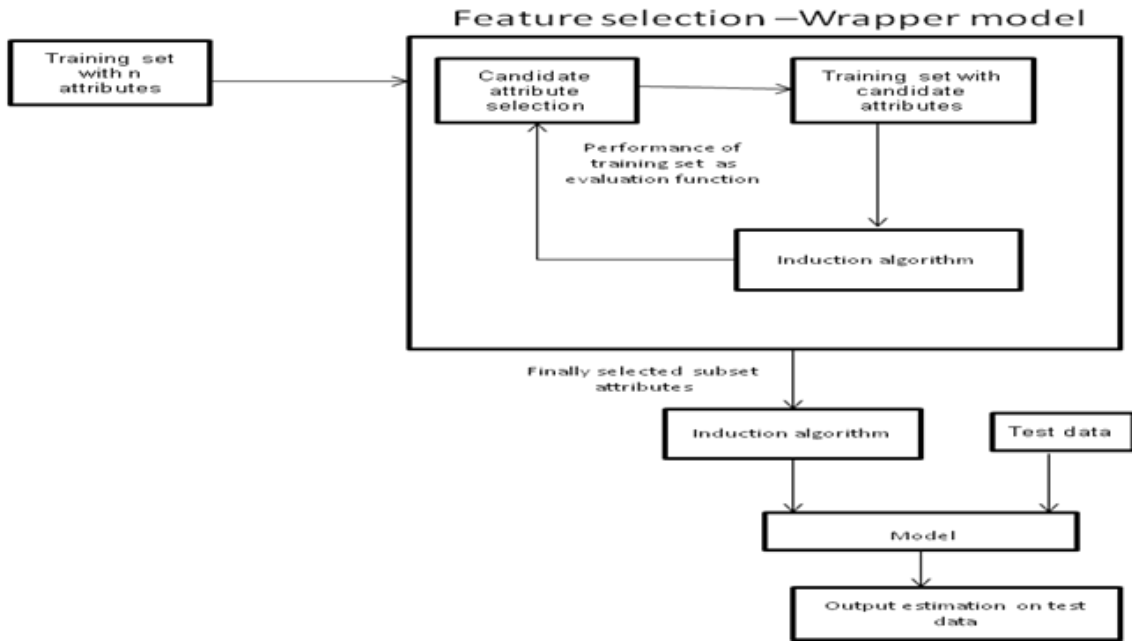 Feature selection –Wrapper model
Training set
with n
attributes
Candidate
attribute
selection
Training set with
candidate
attributes
Performance of
training set as
evaluation function
Induction algorithm
Finally selected subset
attributes
Induction algorithm
Test data
Model
Output estimation on test
data